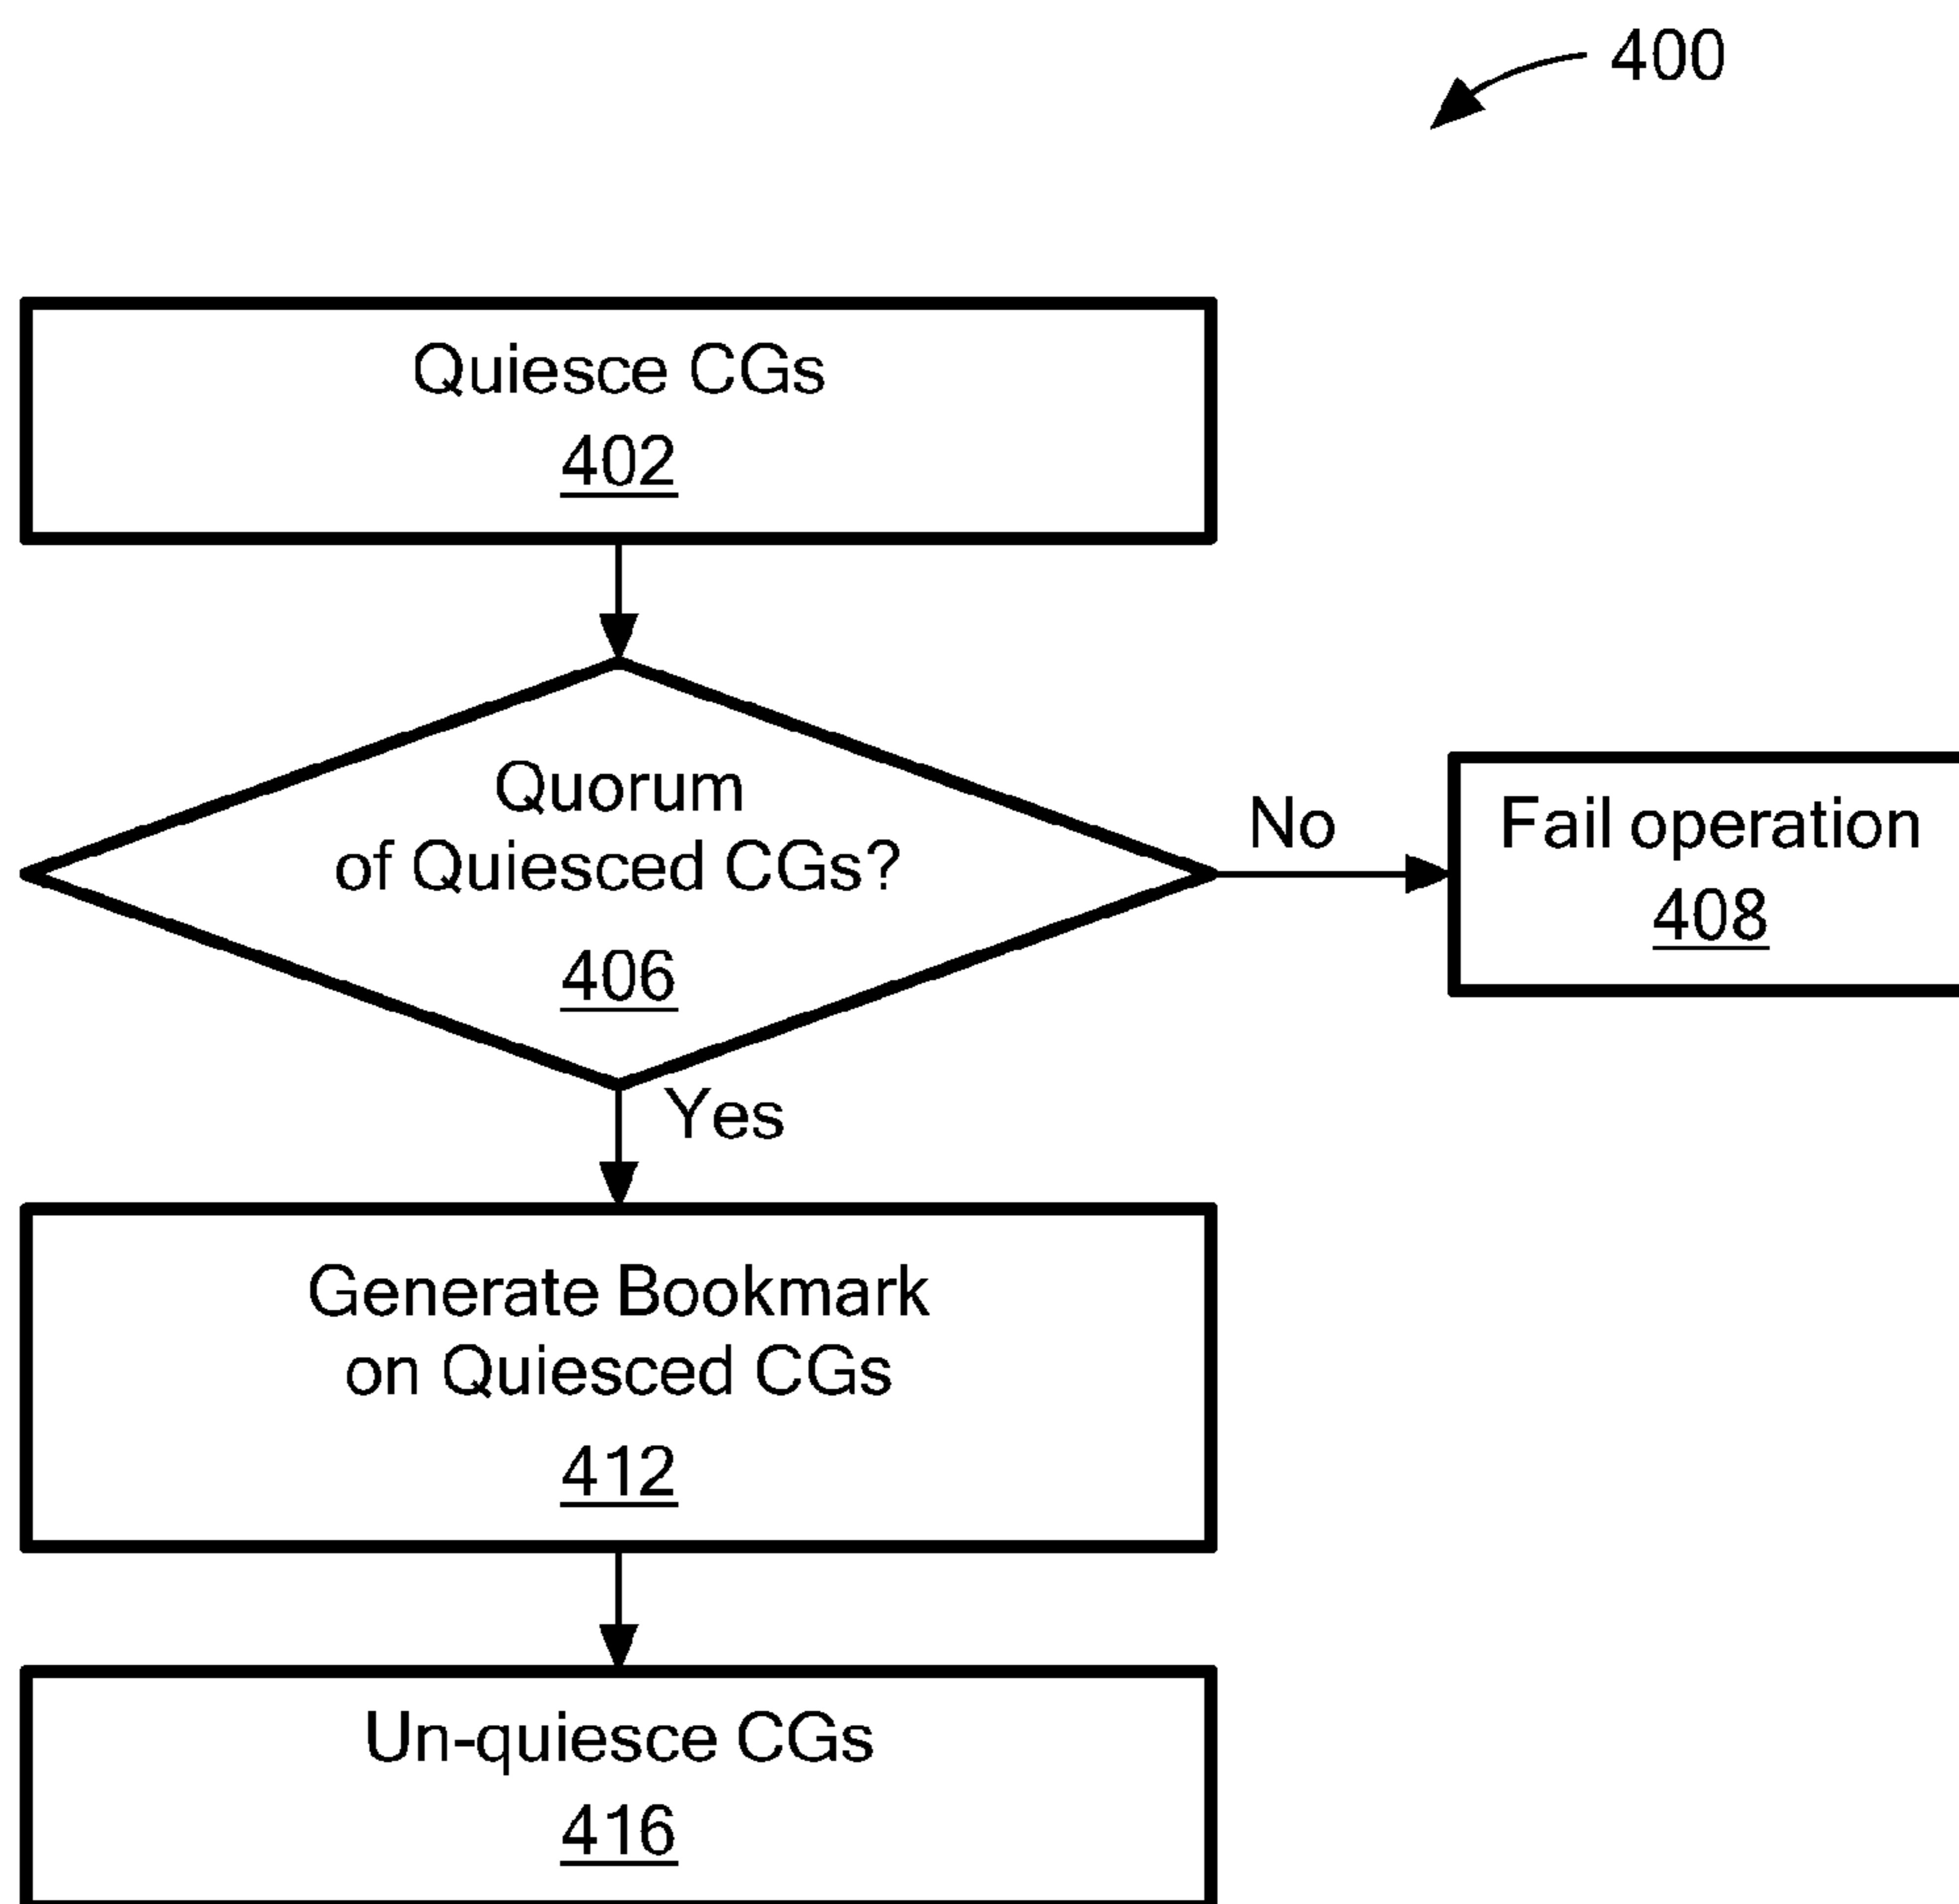 400
Quiesce CGs
402
Quorum
of Quiesced CGs?
406
No
Fail operation
408
Yes
Generate Bookmark
on Quiesced CGs
412
Un-quiesce CGs
416